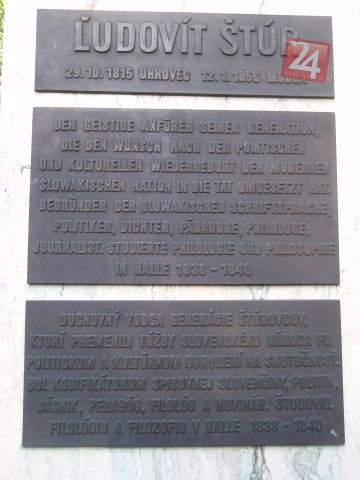 ĽUDOVÍT ŠTÚR
24
29.10.1815 UHROVEC 12.1.1856 MODRA
DER GEISTIGE ANFÜRER SEINER GENERATION,
DIE DEN WUNSCH NACH DER POLITISCHEN
UND KULTURELLEN WIEDERGEBURT DER MODERNEN
SLOWAKISCHEN NATION IN DIE TAT UMGESETZT HAT.
BEGRÜNDER DER SLOWAKISCHEN SCHRIFTSPRACHE,
POLITIKER, DICHTER, PÄDAGOGE, PHILOLOGE,
JOURNALIST. STUDIERTE PHILOLOGIE UND PHILOSOPHIE
IN HALLE 1838 - 1840
DUCHOVNÝ VODCA GENERÁCIE ŠTÚROVCOV,
KTORÍ PREMENILI TÚŽBY SLOVENSKÉHO NÁRODA PO
POLITICKOM A KULTÚRNOM OBRODENÍ NA SKUTOČNOSŤ.
BOL KODIFIKÁTOROM SPISOVNEJ SLOVENČINY, POLITIK,
BÁSNIK, PEDAGÓG, FILOLÓG A NOVINÁR. ŠTUDOVAL
FILOLÓGIU A FILOZOFIU V HALLE 1838 - 1840